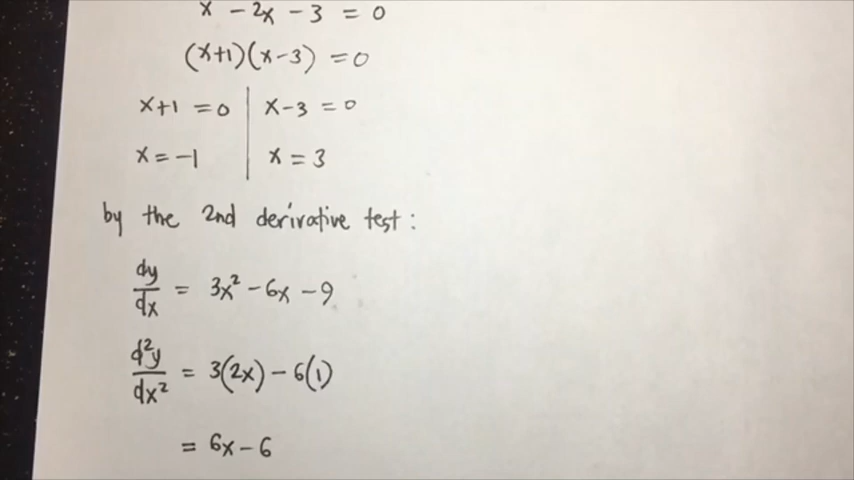 x - 2x - 3 = 0
(x+1)(x-3) = 0
x+1 = 0 | x-3 = 0
x = -1 | x = 3
by the 2nd derivative test:
dy/dx = 3x² - 6x - 9
d²y/dx² = 3(2x) - 6(1)
= 6x - 6